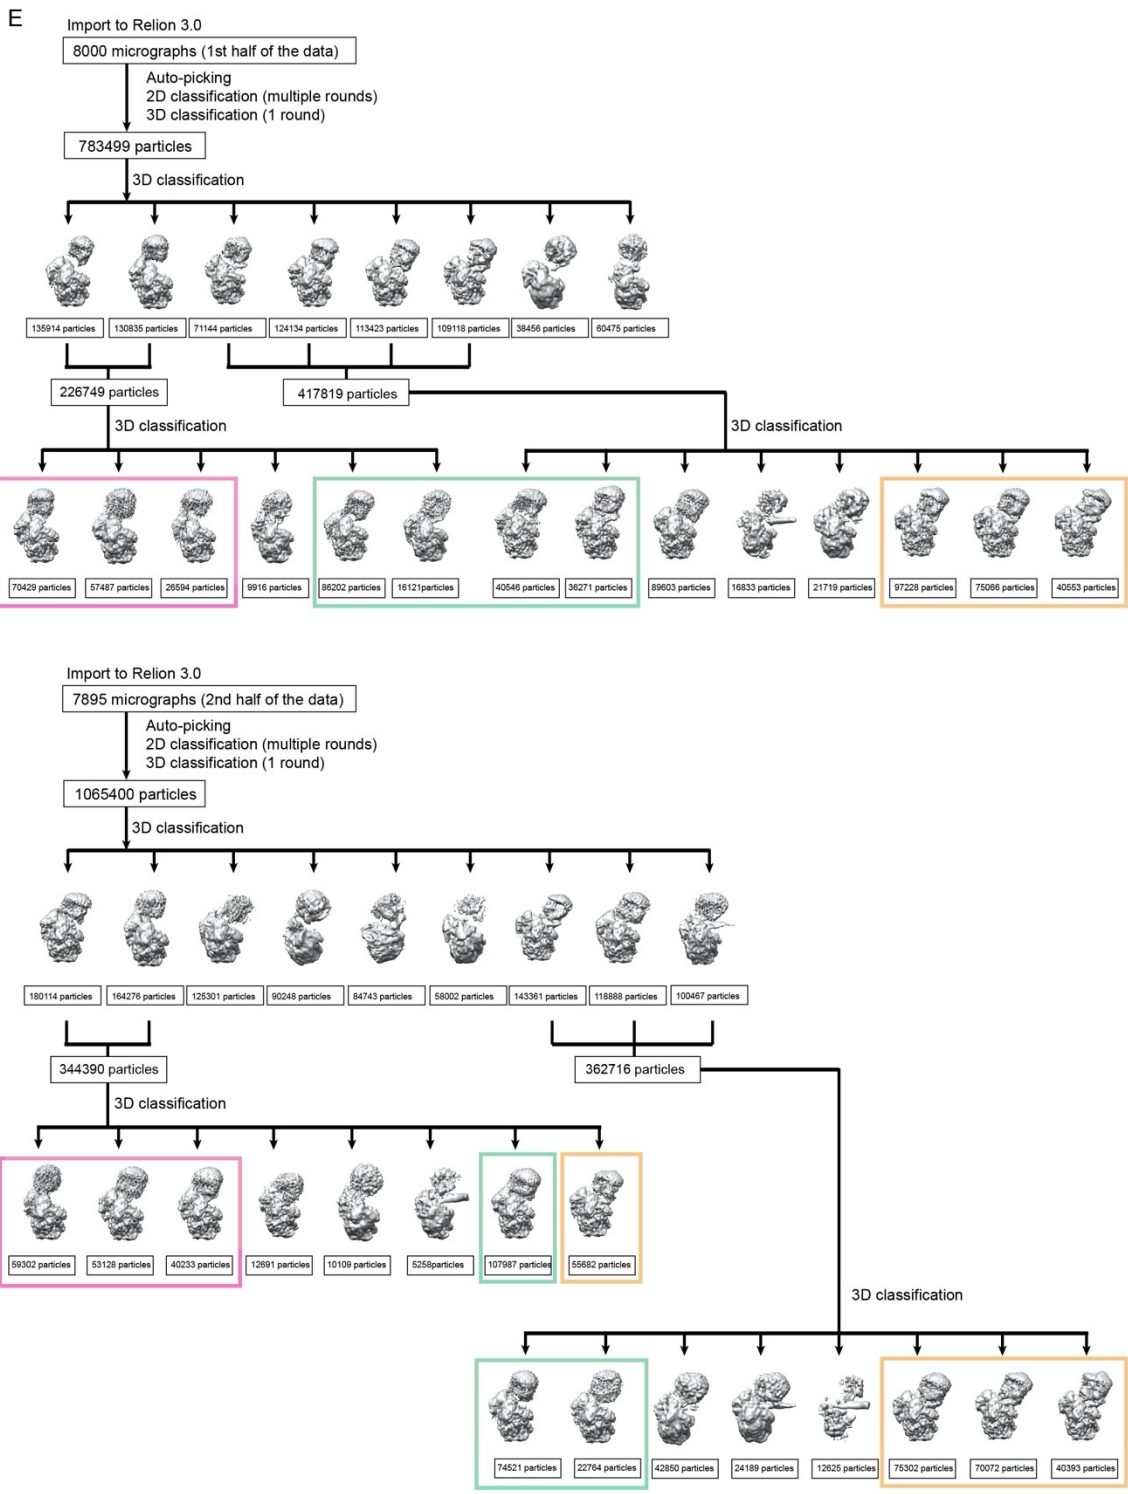 E
Import to Relion 3.0
8000 micrographs (1st half of the data)
Auto-picking
2D classification (multiple rounds)
3D classification (1 round)
783499 particles
3D classification
135914 particles 130835 particles 71144 particles 124134 particles 113423 particles 109118 particles 38456 particles 60475 particles
226749 particles 417819 particles
3D classification 3D classification
70429 particles 57487 particles 26594 particles 9916 particles 86202 particles 16121particles 40546 particles 36271 particles 89603 particles 16833 particles 21719 particles 97228 particles 75066 particles 40553 particles
Import to Relion 3.0
7895 micrographs (2nd half of the data)
Auto-picking
2D classification (multiple rounds)
3D classification (1 round)
1065400 particles
3D classification
180114 particles 164276 particles 125301 particles 90248 particles 84743 particles 58002 particles 143361 particles 118888 particles 100467 particles
344390 particles 362716 particles
3D classification
59302 particles 53128 particles 40233 particles 12691 particles 10109 particles 5258particles 107987 particles 55682 particles
3D classification
74521 particles 22764 particles 42850 particles 24189 particles 12625 particles 75302 particles 70072 particles 40393 particles